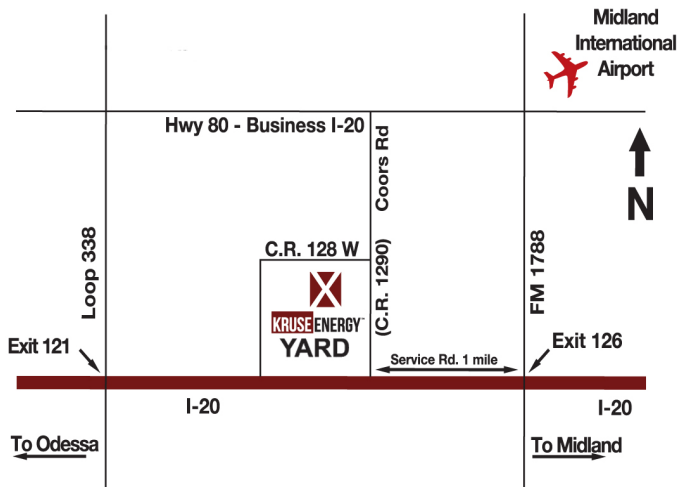 Midland
International
Airport
Hwy 80 - Business I-20
Coors Rd
N
Loop 338
C.R. 128 W
(C.R. 1290)
FM 1788
KRUSE ENERGY™
YARD
Exit 121
Service Rd. 1 mile
Exit 126
I-20
I-20
To Odessa
To Midland